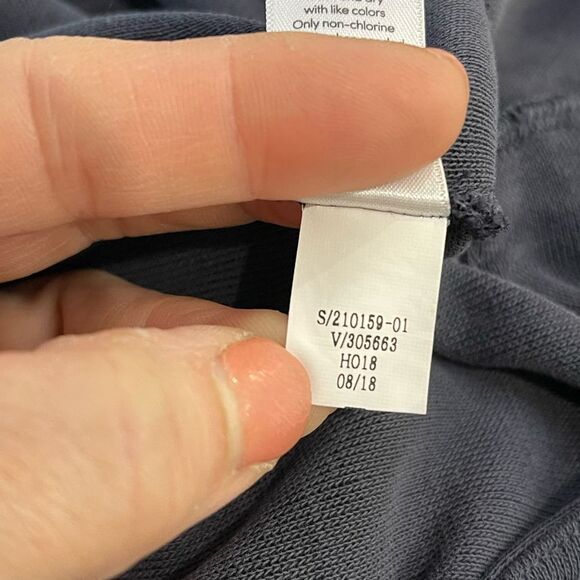 with like colors
Only non-chlorine
S/210159-01
V/305663
HO18
08/18